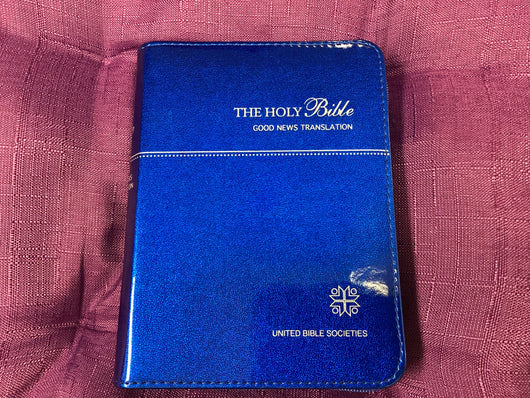 THE HOLY Bible
GOOD NEWS TRANSLATION
UNITED BIBLE SOCIETIES